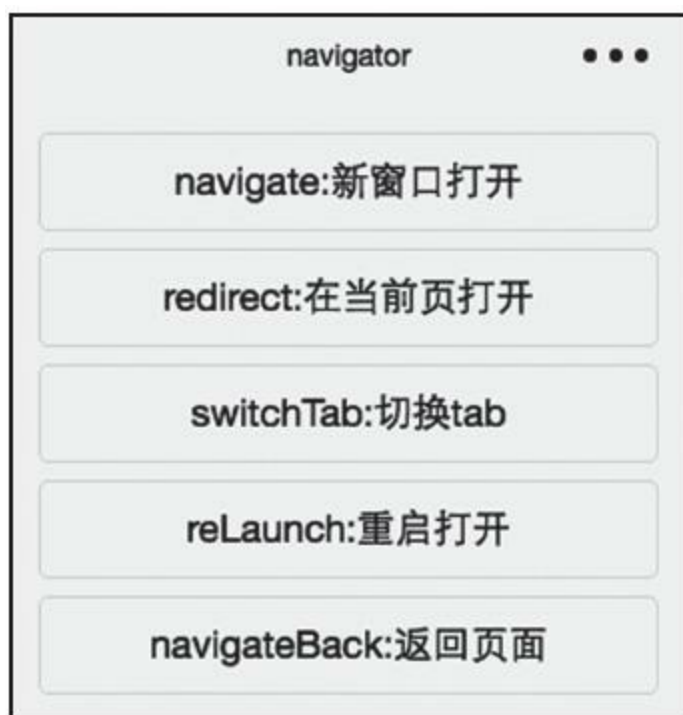 navigator
navigate:新窗口打开
redirect:在当前页打开
switchTab:切换tab
reLaunch:重启打开
navigateBack:返回页面